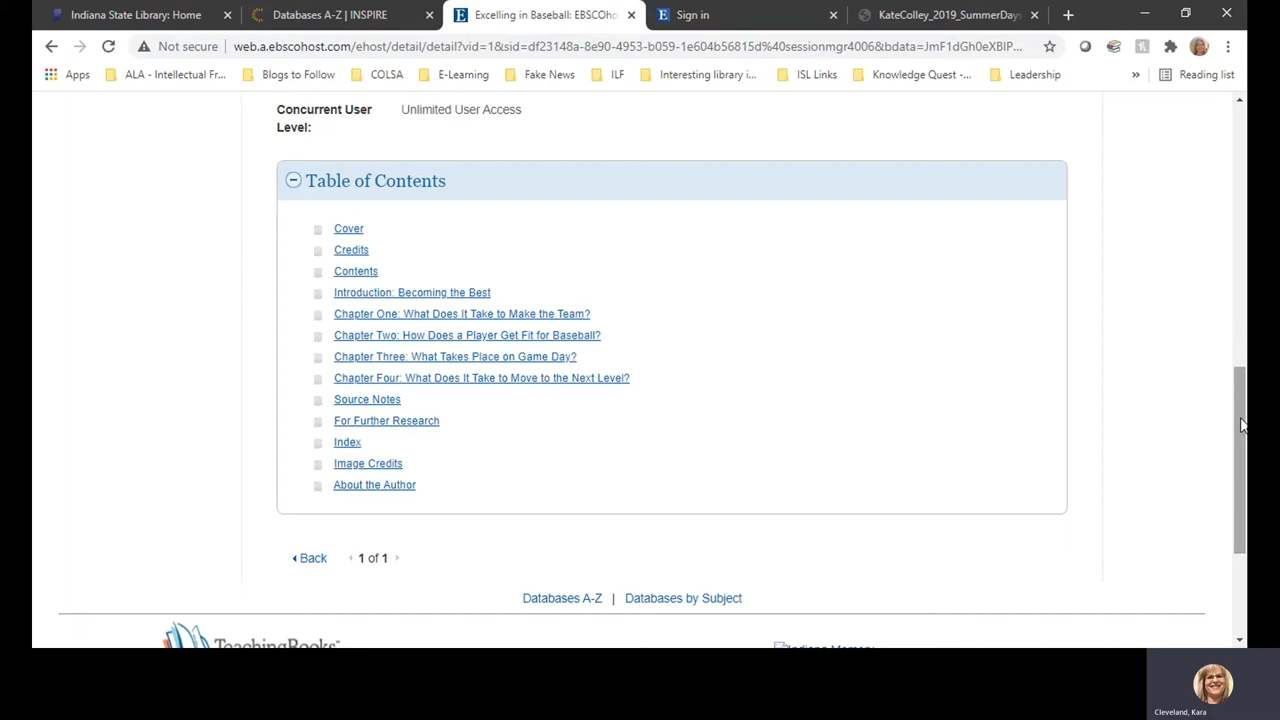 Indiana State Library: Home
Databases A-Z | INSPIRE
Excelling in Baseball: EBSCOho
Sign in
KateColley_2019_SummerDays
Not secure
web.a.ebscohost.com/ehost/detail/detail?vid=1&sid=df23148a-8e90-4953-b059-1e604b56815d%40sessionmgr4006&bdata=JmF1dGh0eXBlP...
Apps
ALA - Intellectual Fr...
Blogs to Follow
COLSA
E-Learning
Fake News
ILF
Interesting library i...
ISL Links
Knowledge Quest -...
Leadership
»
Reading list
Concurrent User Unlimited User Access
Level:
Table of Contents
Cover
Credits
Contents
Introduction: Becoming the Best
Chapter One: What Does It Take to Make the Team?
Chapter Two: How Does a Player Get Fit for Baseball?
Chapter Three: What Takes Place on Game Day?
Chapter Four: What Does It Take to Move to the Next Level?
Source Notes
For Further Research
Index
Image Credits
About the Author
Back 1 of 1
Databases A-Z | Databases by Subject
TeachingBooks
Indiana Memory
Cleveland, Kara